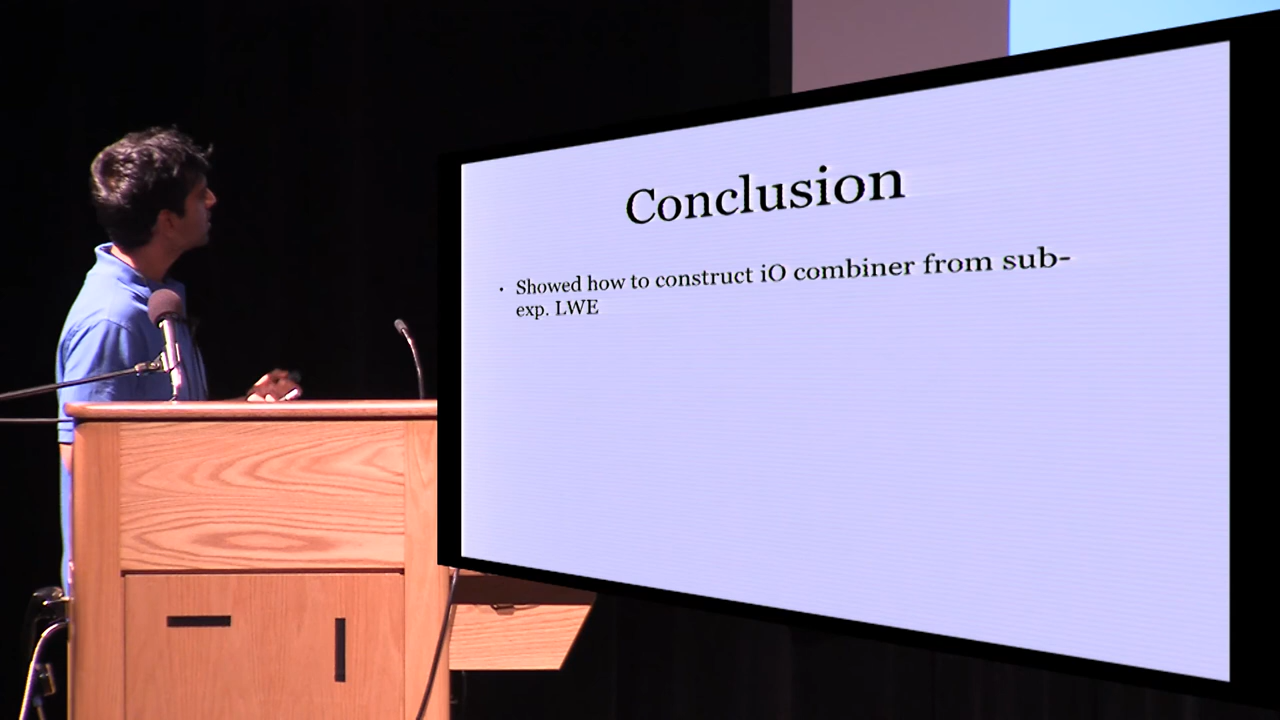 Conclusion
· Showed how to construct iO combiner from sub-
exp. LWE